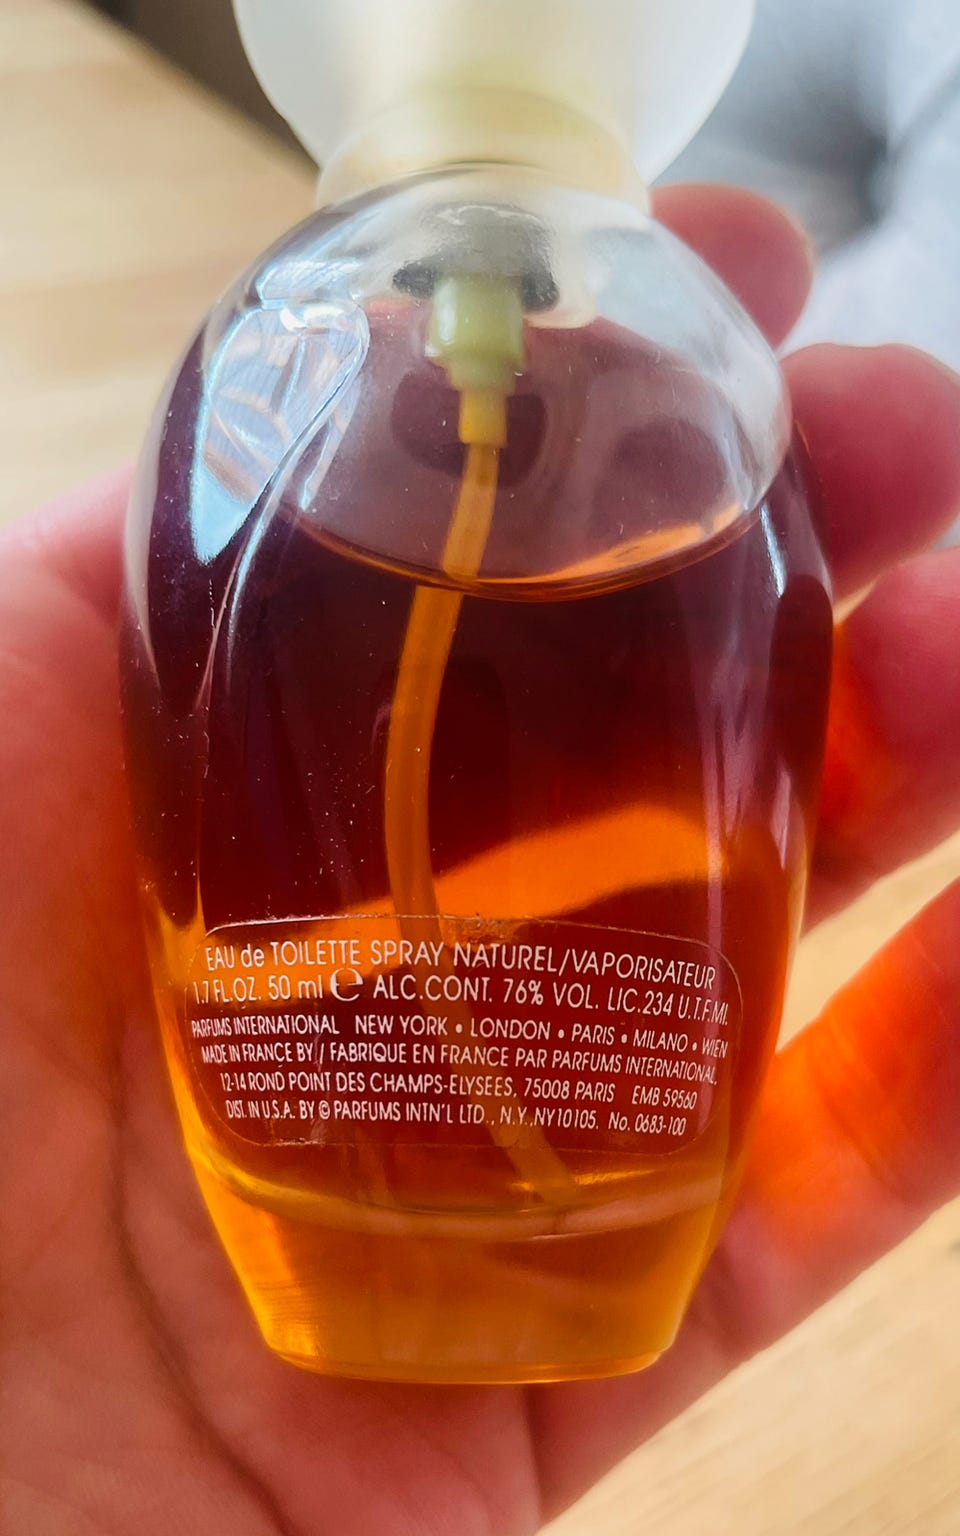 EAU de TOILETTE SPRAY NATUREL/VAPORISATEUR
1.7 FL.OZ. 50 ml ℮ ALC.CONT. 76% VOL. LIC.234 U.T.F.MI.
PARFUMS INTERNATIONAL NEW YORK • LONDON • PARIS • MILANO • WIEN
MADE IN FRANCE BY / FABRIQUE EN FRANCE PAR PARFUMS INTERNATIONAL,
12-14 ROND POINT DES CHAMPS-ELYSEES, 75008 PARIS EMB 59560
DIST. IN U.S.A. BY © PARFUMS INTN'L LTD., N.Y.,NY10105. No. 0683-100